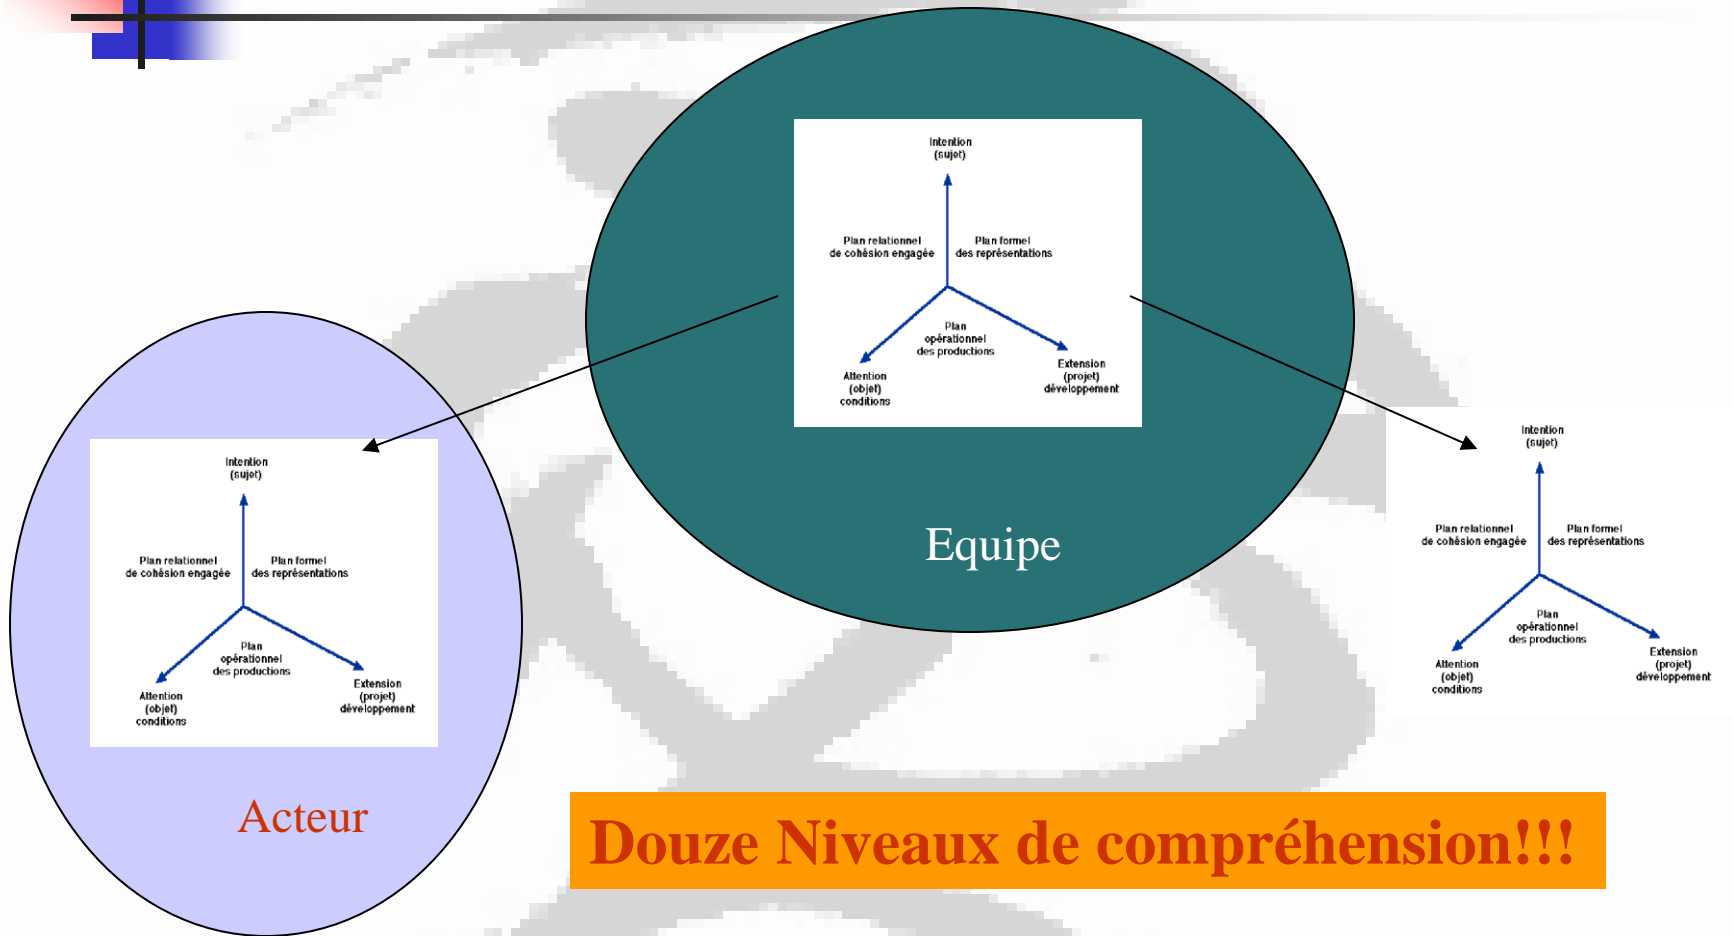 Intention
(sujet)
Plan relationnel
de cohésion engagée
Plan formel
des représentations
Plan
opérationnel
des productions
Attention
(objet)
conditions
Extension
(projet)
développement
Equipe
Intention
(sujet)
Plan relationnel
de cohésion engagée
Plan formel
des représentations
Plan
opérationnel
des productions
Attention
(objet)
conditions
Extension
(projet)
développement
Acteur
Intention
(sujet)
Plan relationnel
de cohésion engagée
Plan formel
des représentations
Plan
opérationnel
des productions
Attention
(objet)
conditions
Extension
(projet)
développement
Douze Niveaux de compréhension!!!